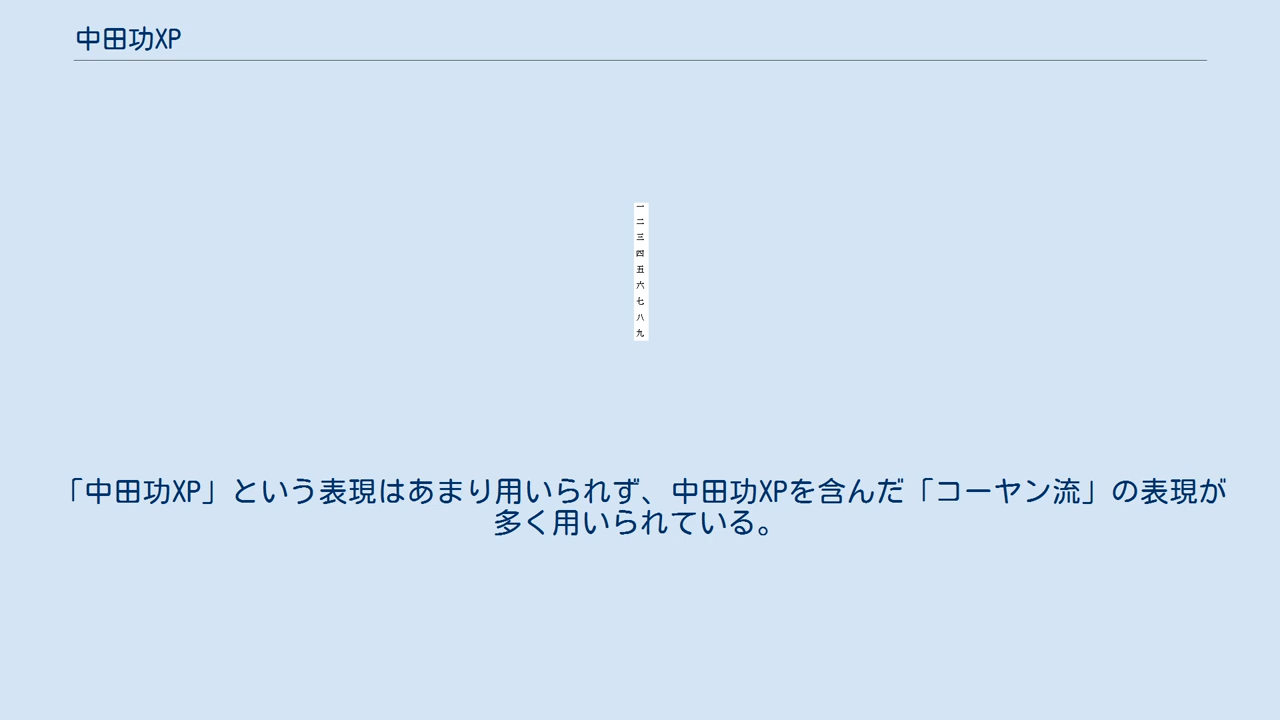 中田功XP
一
二
三
四
五
六
七
八
九
「中田功XP」という表現はあまり用いられず、中田功XPを含んだ「コーヤン流」の表現が
多く用いられている。